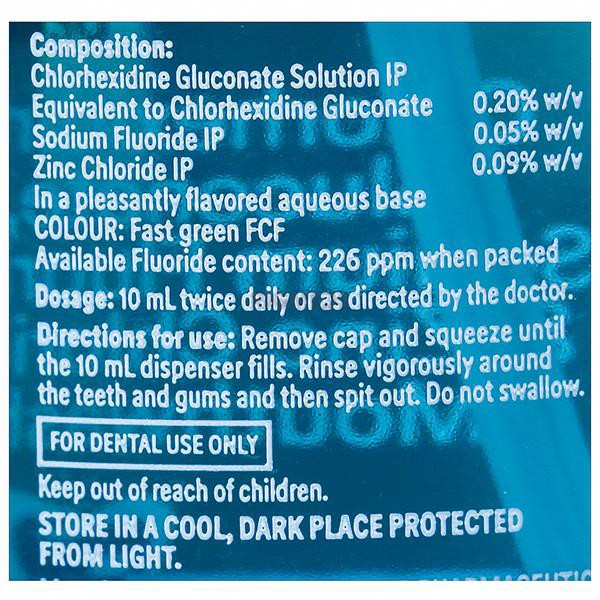 Composition:
Chlorhexidine Gluconate Solution IP
Equivalent to Chlorhexidine Gluconate 0.20% w/v
Sodium Fluoride IP 0.05% w/v
Zinc Chloride IP 0.09% w/v
In a pleasantly flavored aqueous base
COLOUR: Fast green FCF
Available Fluoride content: 226 ppm when packed
Dosage: 10 mL twice daily or as directed by the doctor.
Directions for use: Remove cap and squeeze until
the 10 mL dispenser fills. Rinse vigorously around
the teeth and gums and then spit out. Do not swallow.
FOR DENTAL USE ONLY
Keep out of reach of children.
STORE IN A COOL, DARK PLACE PROTECTED
FROM LIGHT.